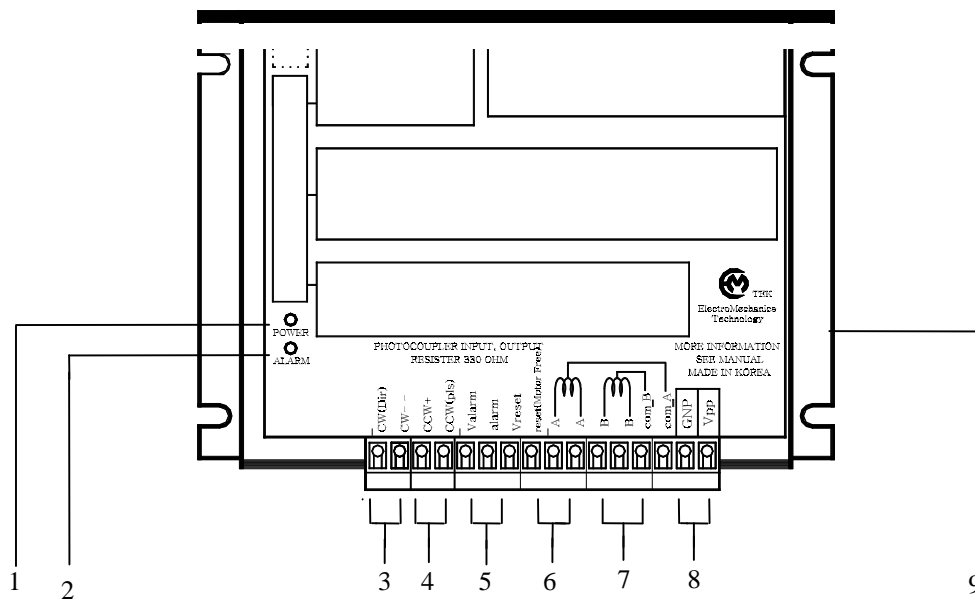 TEK
ElectroMechanics
Technology
POWER
ALARM
PHOTOCOUPLER INPUT, OUTPUT
RESISTER 330 OHM
MORE INFORMATION
SEE MANUAL
MADE IN KOREA
CW(Dir)
CW--
CCW+
CCW(pls)
Valarm
alarm
Vreset
reset(Motor Free)
A
A
B
B
com_B
com_A
GNP
Vpp
1
2
3
4
5
6
7
8
9